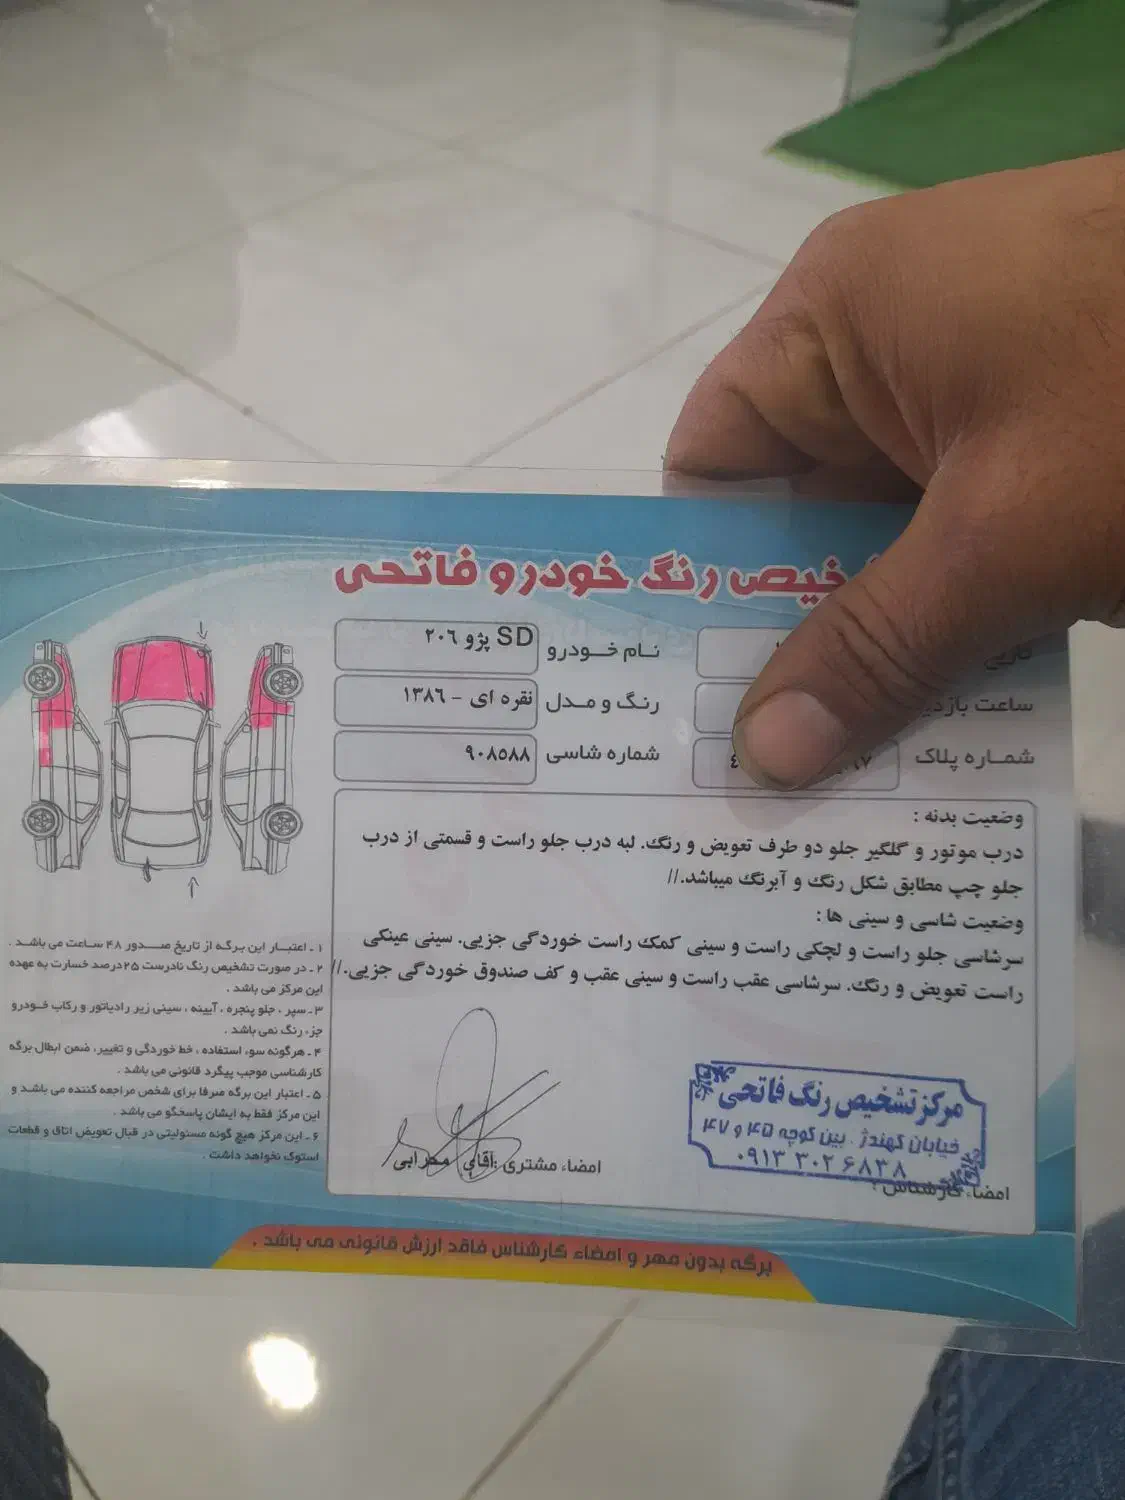 رنگ خودرو فاتحی
نام خودرو
پژو ۲۰۶ SD
ساعت
رنگ و مدل
نقره ای - ۱۳۸۶
شماره پلاک
شماره شاسی
۹۰۸۵۸۸
وضعیت بدنه :
درب موتور و گلگیر جلو دو طرف تعویض و رنگ. لبه درب جلو راست و قسمتی از درب
جلو چپ مطابق شکل رنگ و آبرنگ میباشد.//
وضعیت شاسی و سینی ها :
سرشاسی جلو راست و لچکی راست و سینی کمک راست خوردگی جزیی. سینی عینکی
راست تعویض و رنگ. سرشاسی عقب راست و سینی عقب و کف صندوق خوردگی جزیی.//
مرکز تشخیص رنگ فاتحی
خیابان کهندژ . بین کوچه ۴۵ و ۴۷
۰۹۱۳ ۳۰۲ ۶۸۳۸
امضاء کارشناس :
امضاء مشتری : آقای محرابی
۱ ـ اعتبار این برگه از تاریخ صدور ۴۸ ساعت می باشد .
۲ ـ در صورت تشخیص رنگ نادرست ۲۵ درصد خسارت به عهده
این مرکز می باشد .
۳ ـ سپر ، جلو پنجره ، آیینه ، سینی زیر رادیاتور و رکاب خودرو
جزء رنگ نمی باشد .
۴ ـ هرگونه سوء استفاده ، خط خوردگی و تغییر، ضمن ابطال برگه
کارشناسی موجب پیگرد قانونی می باشد .
۵ ـ اعتبار این برگه صرفا برای شخص مراجعه کننده می باشد و
این مرکز فقط به ایشان پاسخگو می باشد .
۶ ـ این مرکز هیچ گونه مسئولیتی در قبال تعویض اتاق و قطعات
استوک نخواهد داشت .
برگه بدون مهر و امضاء کارشناس فاقد ارزش قانونی می باشد .